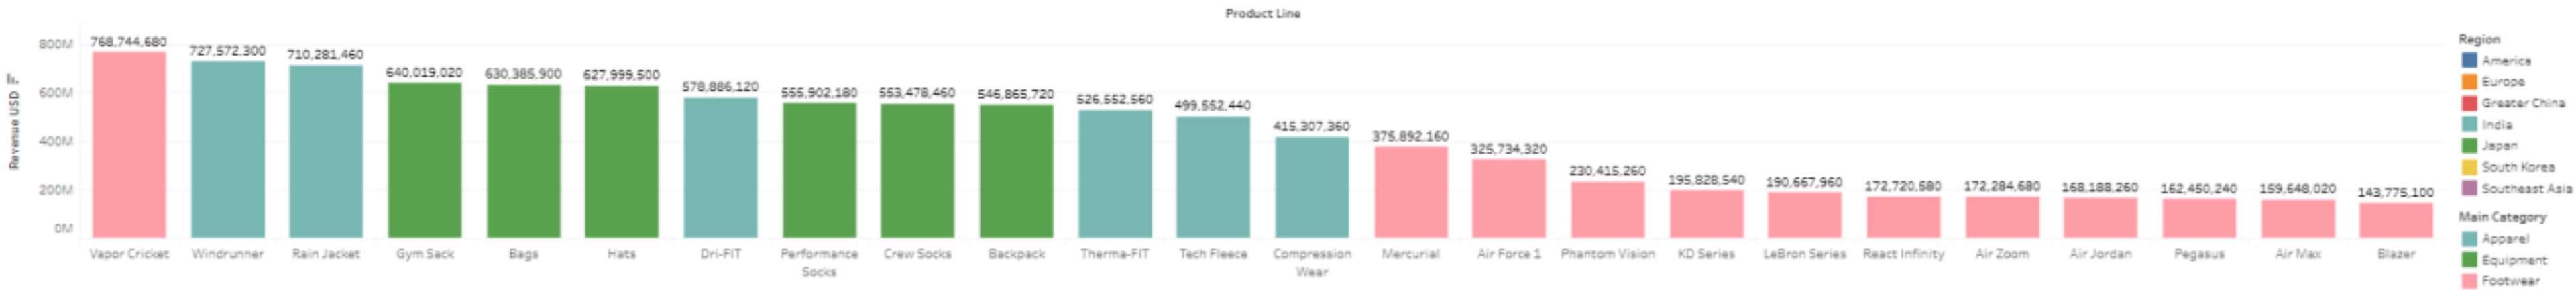 Product Line
Revenue USD
800M
600M
400M
200M
0M
768,744,680
727,572,300
710,281,460
640,019,020
630,385,900
627,999,500
578,886,120
555,902,180
553,478,460
546,865,720
526,552,560
499,552,440
415,307,360
375,892,160
325,734,320
230,415,260
195,828,540
190,667,960
172,720,580
172,284,680
168,188,260
162,450,240
159,648,020
143,775,100
Vapor Cricket
Windrunner
Rain Jacket
Gym Sack
Bags
Hats
Dri-FIT
Performance
Socks
Crew Socks
Backpack
Therma-FIT
Tech Fleece
Compression
Wear
Mercurial
Air Force 1
Phantom Vision
KD Series
LeBron Series
React Infinity
Air Zoom
Air Jordan
Pegasus
Air Max
Blazer
Region
America
Europe
Greater China
India
Japan
South Korea
Southeast Asia
Main Category
Apparel
Equipment
Footwear